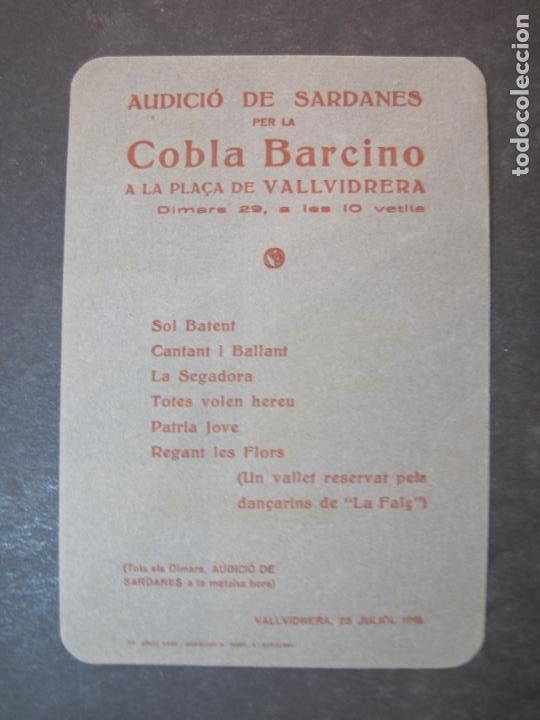 AUDICIÓ DE SARDANES
PER LA
Cobla Barcino
A LA PLAÇA DE VALLVIDRERA
Dimars 29, a les 10 vetlla
Sol Batent
Cantant i Ballant
La Segadora
Totes volen hereu
Patria Jove
Regant les Flors
(Un vallet reservat pels
dançarins de "La Falç")
(Tots els Dimars, AUDICIÓ DE
SARDANES a la mateixa hora)
VALLVIDRERA, JULIOL
todocoleccion